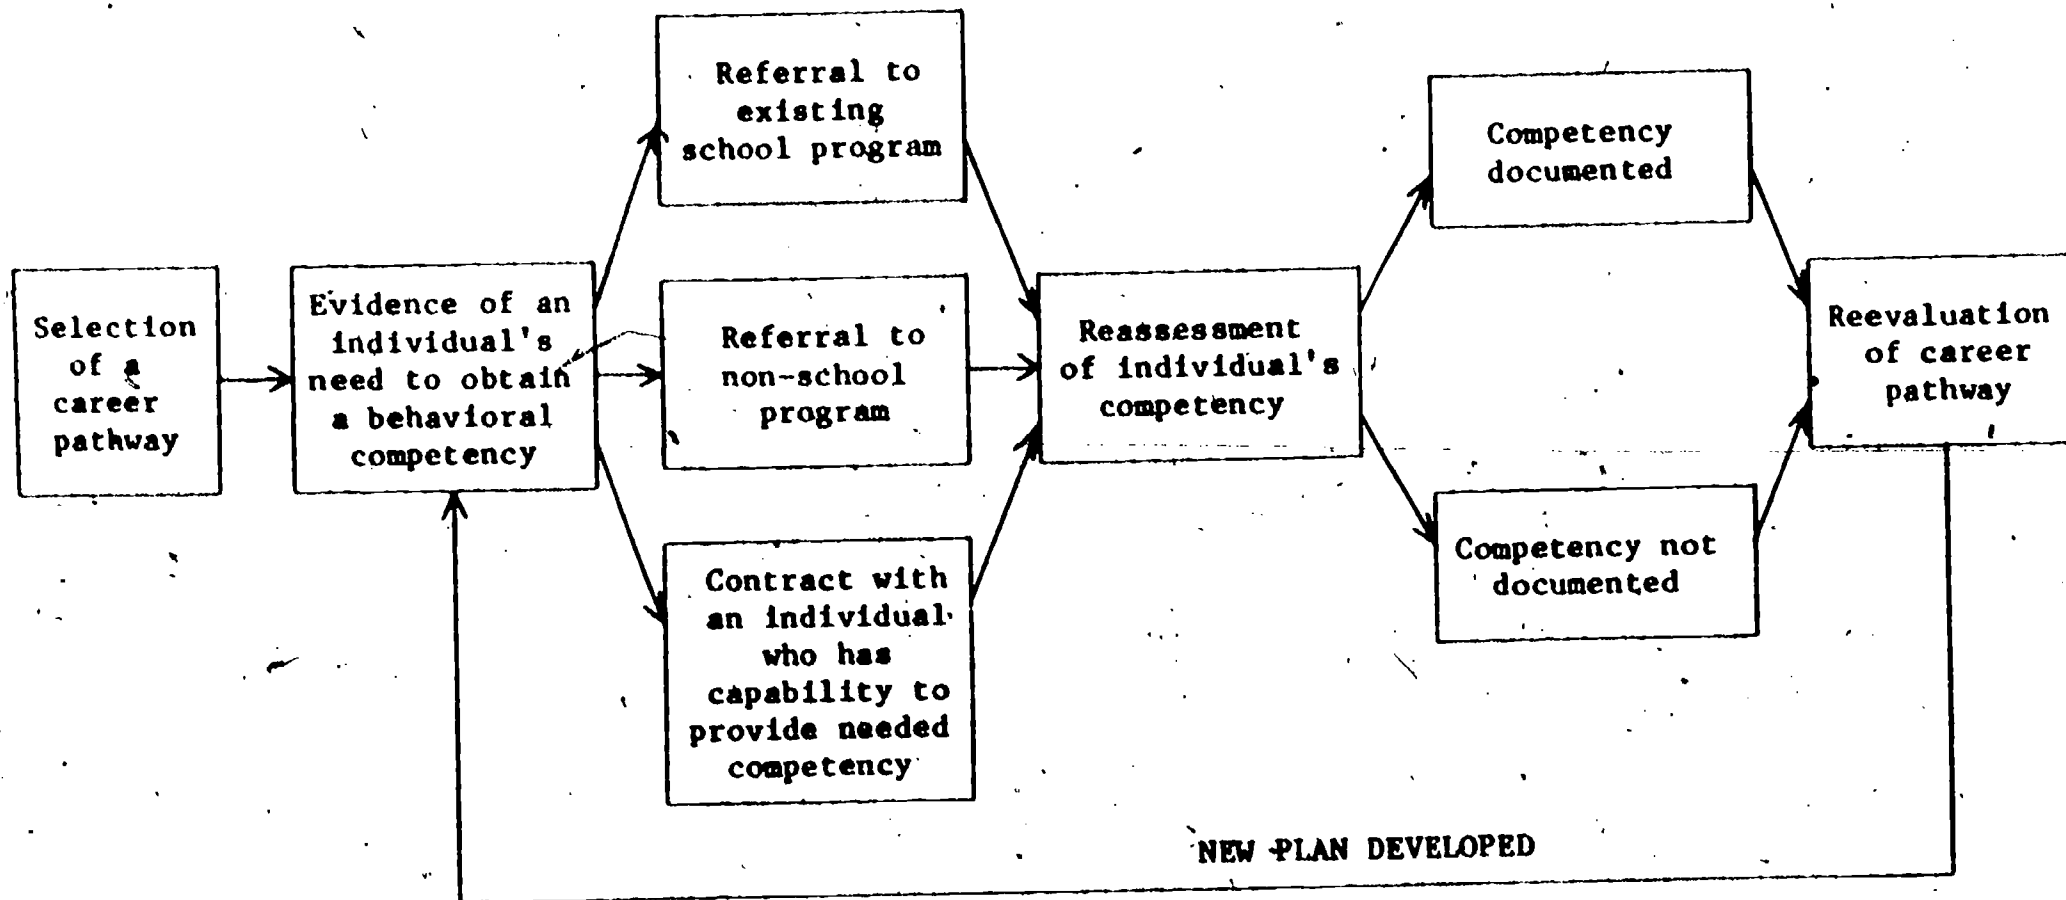 Selection
of a
career
pathway
Evidence of an
individual's
need to obtain
a behavioral
competency
Referral to
existing
school program
Referral to
non-school
program
Contract with
an individual
who has
capability to
provide needed
competency
Reassessment
of individual's
competency
Competency
documented
Competency not
documented
Reevaluation
of career
pathway
NEW PLAN DEVELOPED